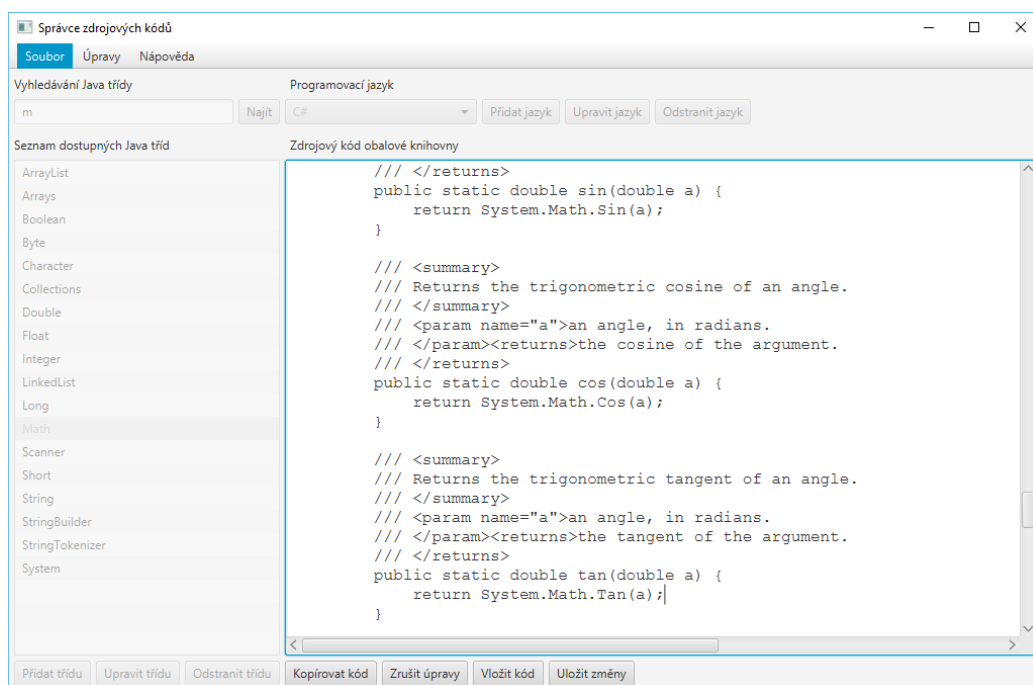 Správce zdrojových kódů
Soubor Úpravy Nápověda
Vyhledávání Java třídy
m Najít
Seznam dostupných Java tříd
ArrayList
Arrays
Boolean
Byte
Character
Collections
Double
Float
Integer
LinkedList
Long
Math
Scanner
Short
String
StringBuilder
StringTokenizer
System
Přidat třídu Upravit třídu Odstranit třídu
Programovací jazyk
C# Přidat jazyk Upravit jazyk Odstranit jazyk
Zdrojový kód obalové knihovny
/// </returns>
public static double sin(double a) {
return System.Math.Sin(a);
}
/// <summary>
/// Returns the trigonometric cosine of an angle.
/// </summary>
/// <param name="a">an angle, in radians.
/// </param><returns>the cosine of the argument.
/// </returns>
public static double cos(double a) {
return System.Math.Cos(a);
}
/// <summary>
/// Returns the trigonometric tangent of an angle.
/// </summary>
/// <param name="a">an angle, in radians.
/// </param><returns>the tangent of the argument.
/// </returns>
public static double tan(double a) {
return System.Math.Tan(a);
}
Kopírovat kód Zrušit úpravy Vložit kód Uložit změny